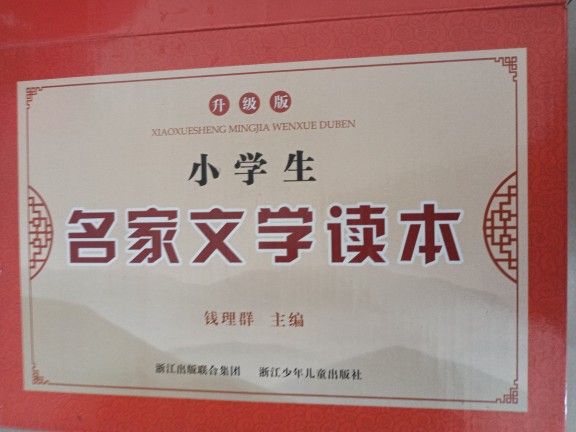 升级版
XIAOXUESHENG MINGJIA WENXUE DUBEN
小学生
名家文学读本
钱理群 主编
浙江出版联合集团 浙江少年儿童出版社